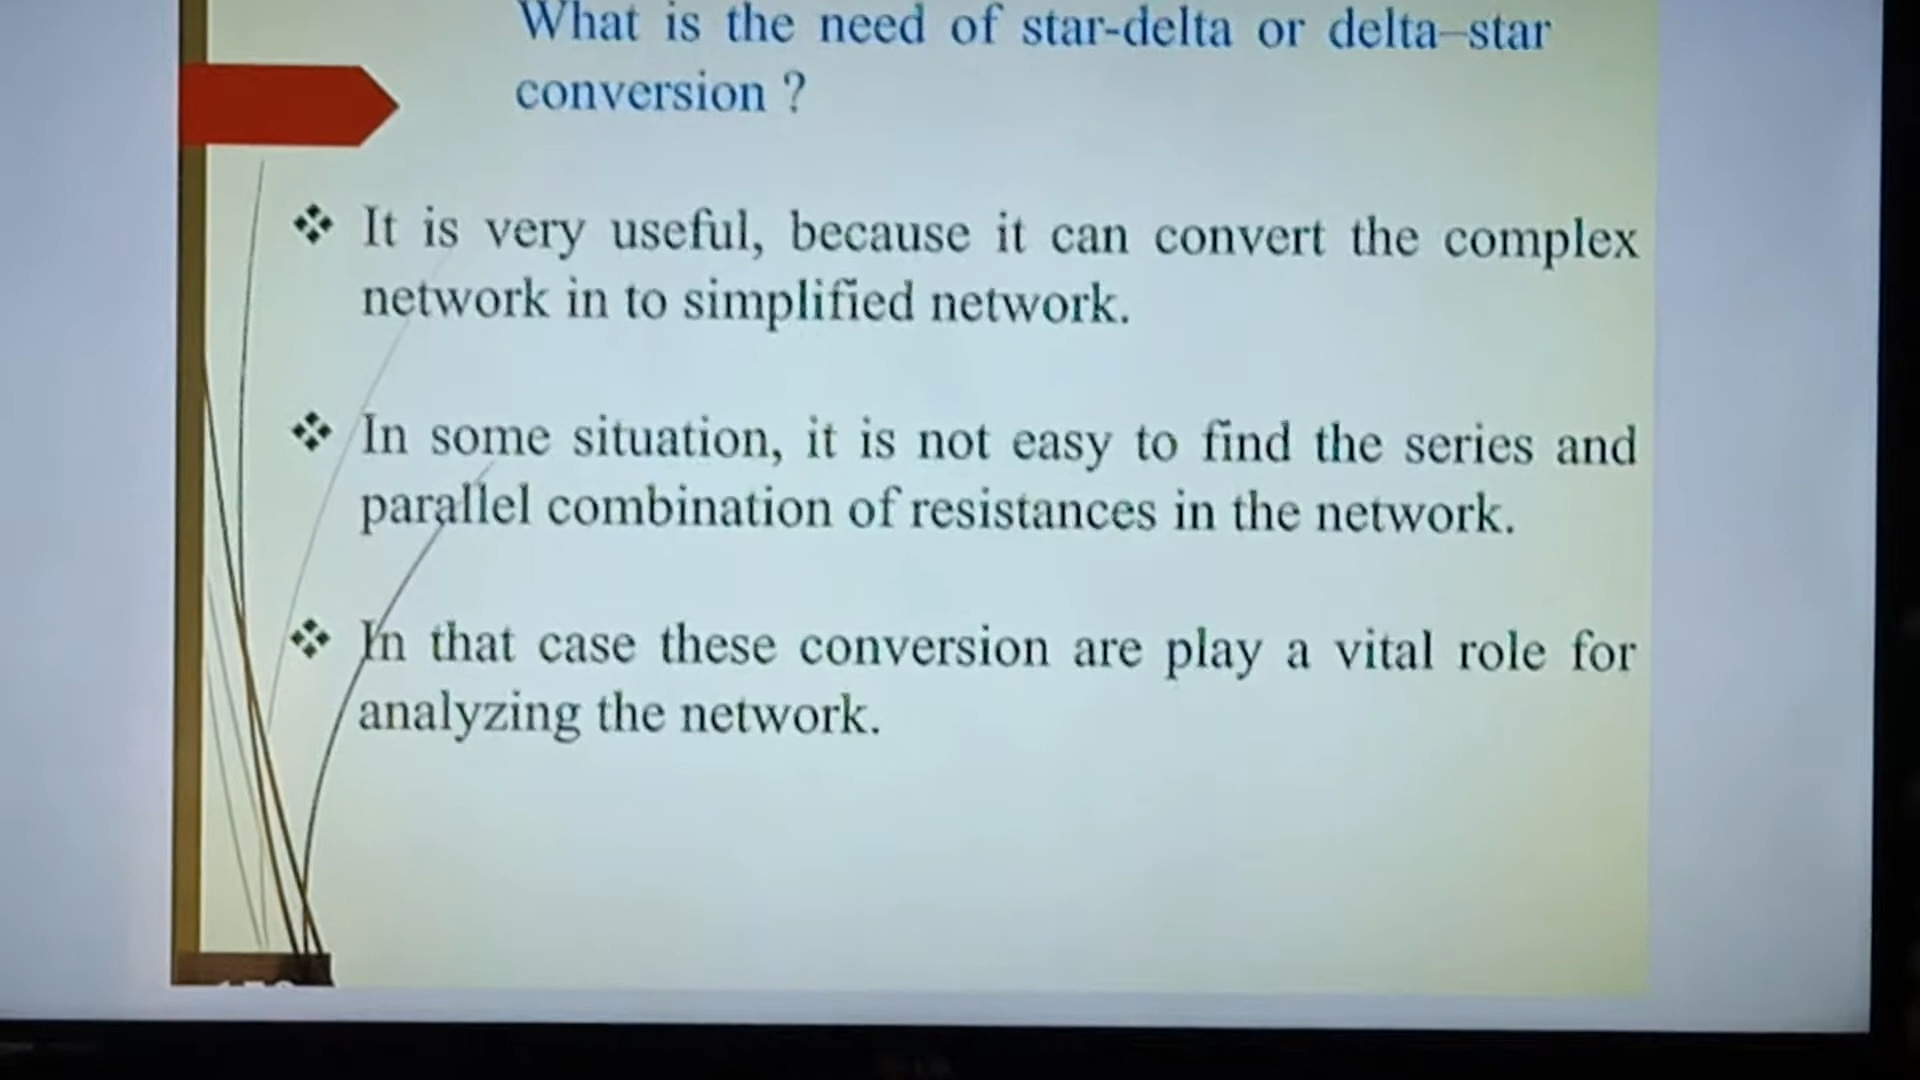 What is the need of star-delta or delta–star
conversion ?
It is very useful, because it can convert the complex
network in to simplified network.
In some situation, it is not easy to find the series and
parallel combination of resistances in the network.
In that case these conversion are play a vital role for
analyzing the network.